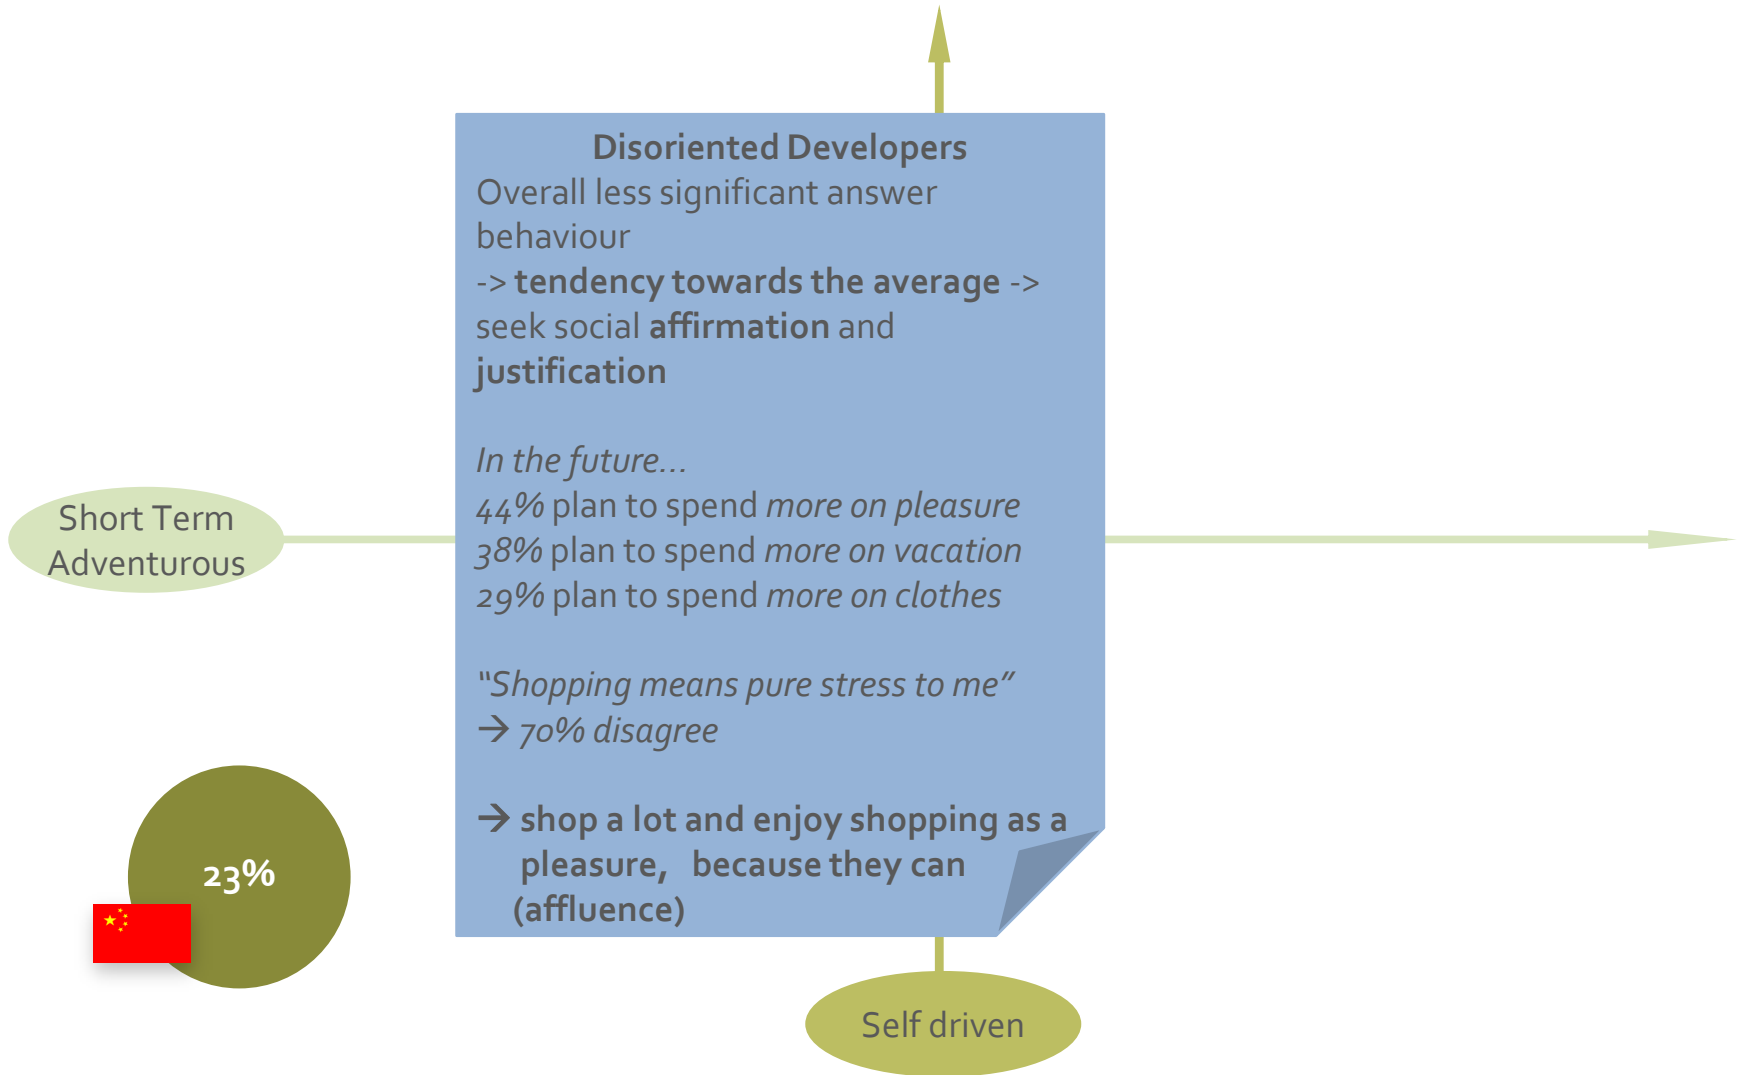 Disoriented Developers
Overall less significant answer
behaviour
-> tendency towards the average ->
seek social affirmation and
justification
In the future...
44% plan to spend more on pleasure
38% plan to spend more on vacation
29% plan to spend more on clothes
"Shopping means pure stress to me"
→ 70% disagree
→ shop a lot and enjoy shopping as a
pleasure, because they can
(affluence)
Short Term
Adventurous
23%
Self driven